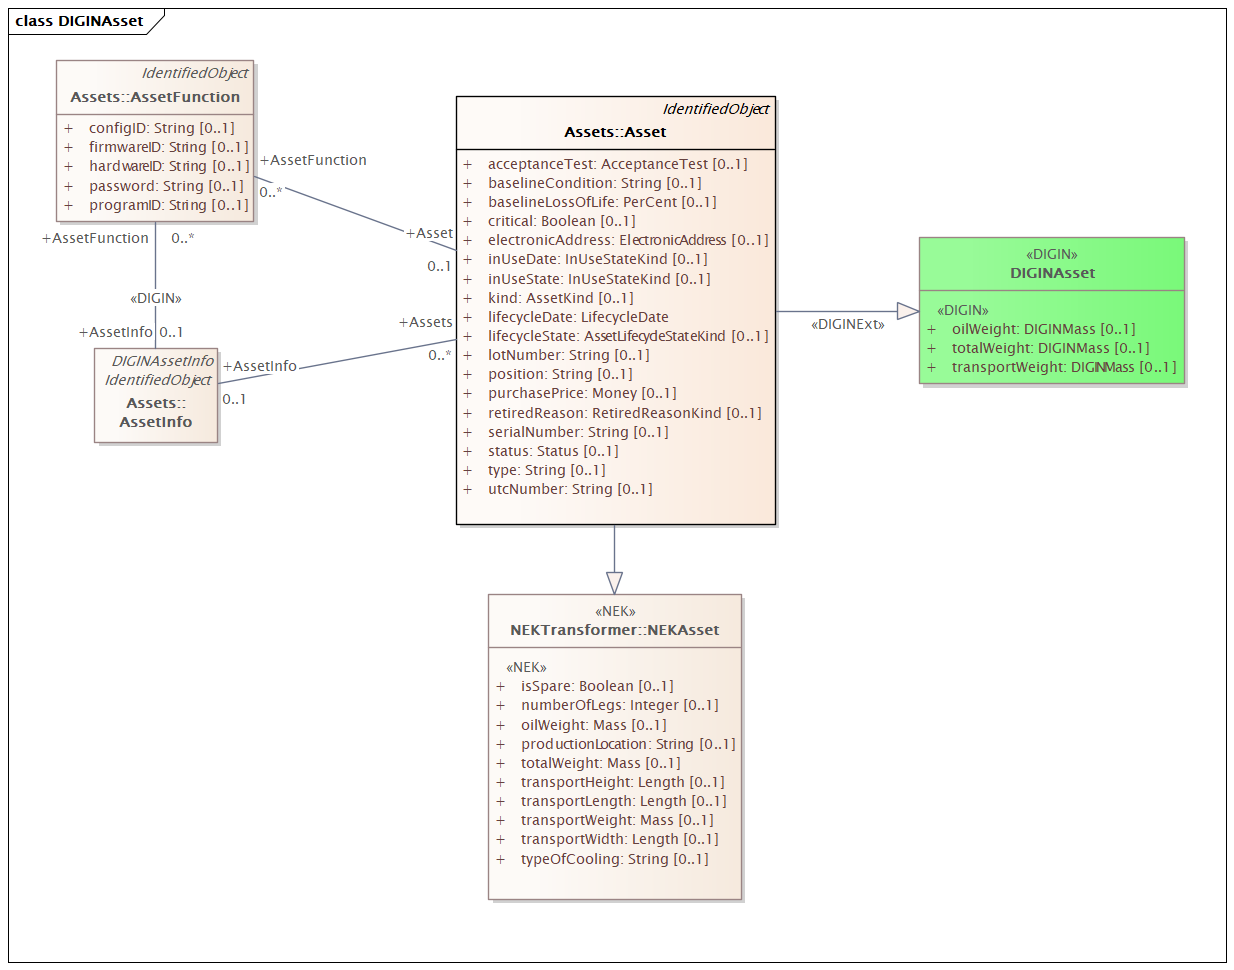 class DIGINAsset
IdentifiedObject
Assets::AssetFunction
+ configID: String [0..1]
+ firmwareID: String [0..1]
+ hardwareID: String [0..1]
+ password: String [0..1]
+ programID: String [0..1]
+AssetFunction
0..*
+Asset
0..1
+AssetFunction 0..*
«DIGIN»
+AssetInfo 0..1
DIGINAssetInfo
IdentifiedObject
Assets::
AssetInfo
+AssetInfo
0..1
+Assets
0..*
IdentifiedObject
Assets::Asset
+ acceptanceTest: AcceptanceTest [0..1]
+ baselineCondition: String [0..1]
+ baselineLossOfLife: PerCent [0..1]
+ critical: Boolean [0..1]
+ electronicAddress: ElectronicAddress [0..1]
+ inUseDate: InUseStateKind [0..1]
+ inUseState: InUseStateKind [0..1]
+ kind: AssetKind [0..1]
+ lifecycleDate: LifecycleDate
+ lifecycleState: AssetLifecycleStateKind [0..1]
+ lotNumber: String [0..1]
+ position: String [0..1]
+ purchasePrice: Money [0..1]
+ retiredReason: RetiredReasonKind [0..1]
+ serialNumber: String [0..1]
+ status: Status [0..1]
+ type: String [0..1]
+ utcNumber: String [0..1]
«DIGINExt»
«DIGIN»
DIGINAsset
«DIGIN»
+ oilWeight: DIGINMass [0..1]
+ totalWeight: DIGINMass [0..1]
+ transportWeight: DIGINMass [0..1]
«NEK»
NEKTransformer::NEKAsset
«NEK»
+ isSpare: Boolean [0..1]
+ numberOfLegs: Integer [0..1]
+ oilWeight: Mass [0..1]
+ productionLocation: String [0..1]
+ totalWeight: Mass [0..1]
+ transportHeight: Length [0..1]
+ transportLength: Length [0..1]
+ transportWeight: Mass [0..1]
+ transportWidth: Length [0..1]
+ typeOfCooling: String [0..1]